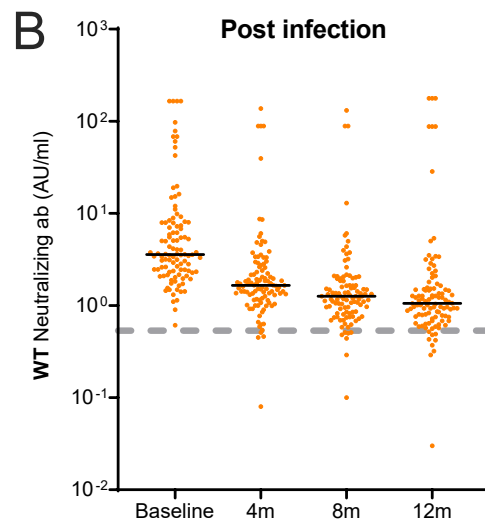 B
Post infection
WT Neutralizing ab (AU/ml)
10³
10²
10¹
10⁰
10⁻¹
10⁻²
Baseline 4m 8m 12m